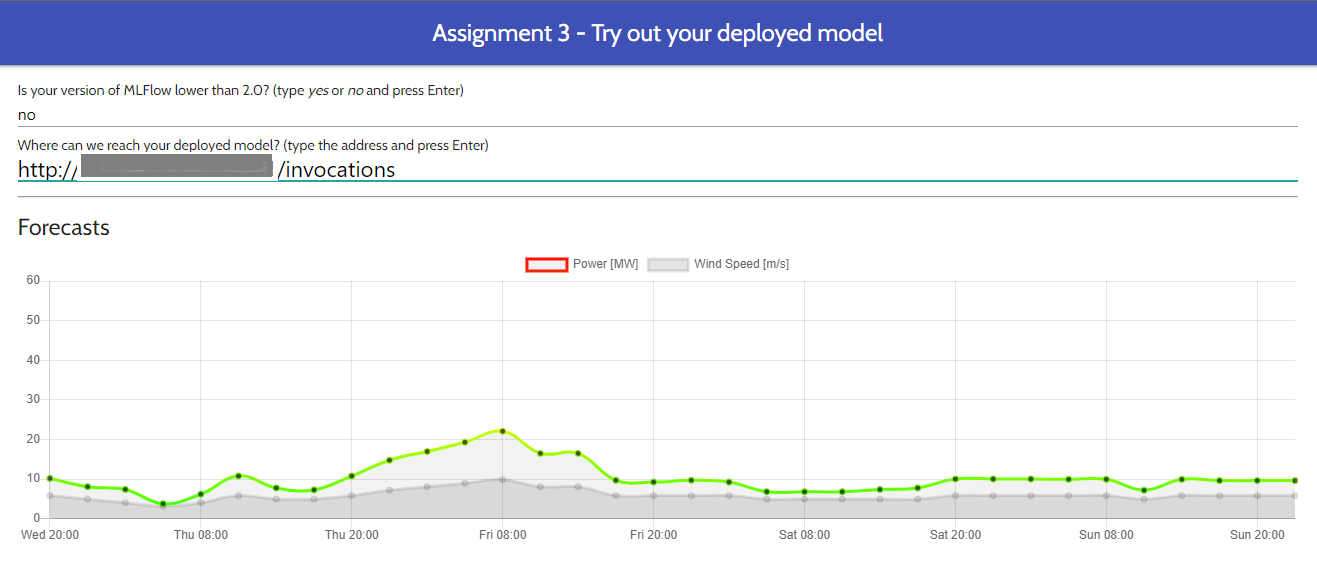 Assignment 3 - Try out your deployed model
Is your version of MLFlow lower than 2.0? (type yes or no and press Enter)
no
Where can we reach your deployed model? (type the address and press Enter)
http:// /invocations
Forecasts
Power [MW] Wind Speed [m/s]
60
50
40
30
20
10
0
Wed 20:00 Thu 08:00 Thu 20:00 Fri 08:00 Fri 20:00 Sat 08:00 Sat 20:00 Sun 08:00 Sun 20:00